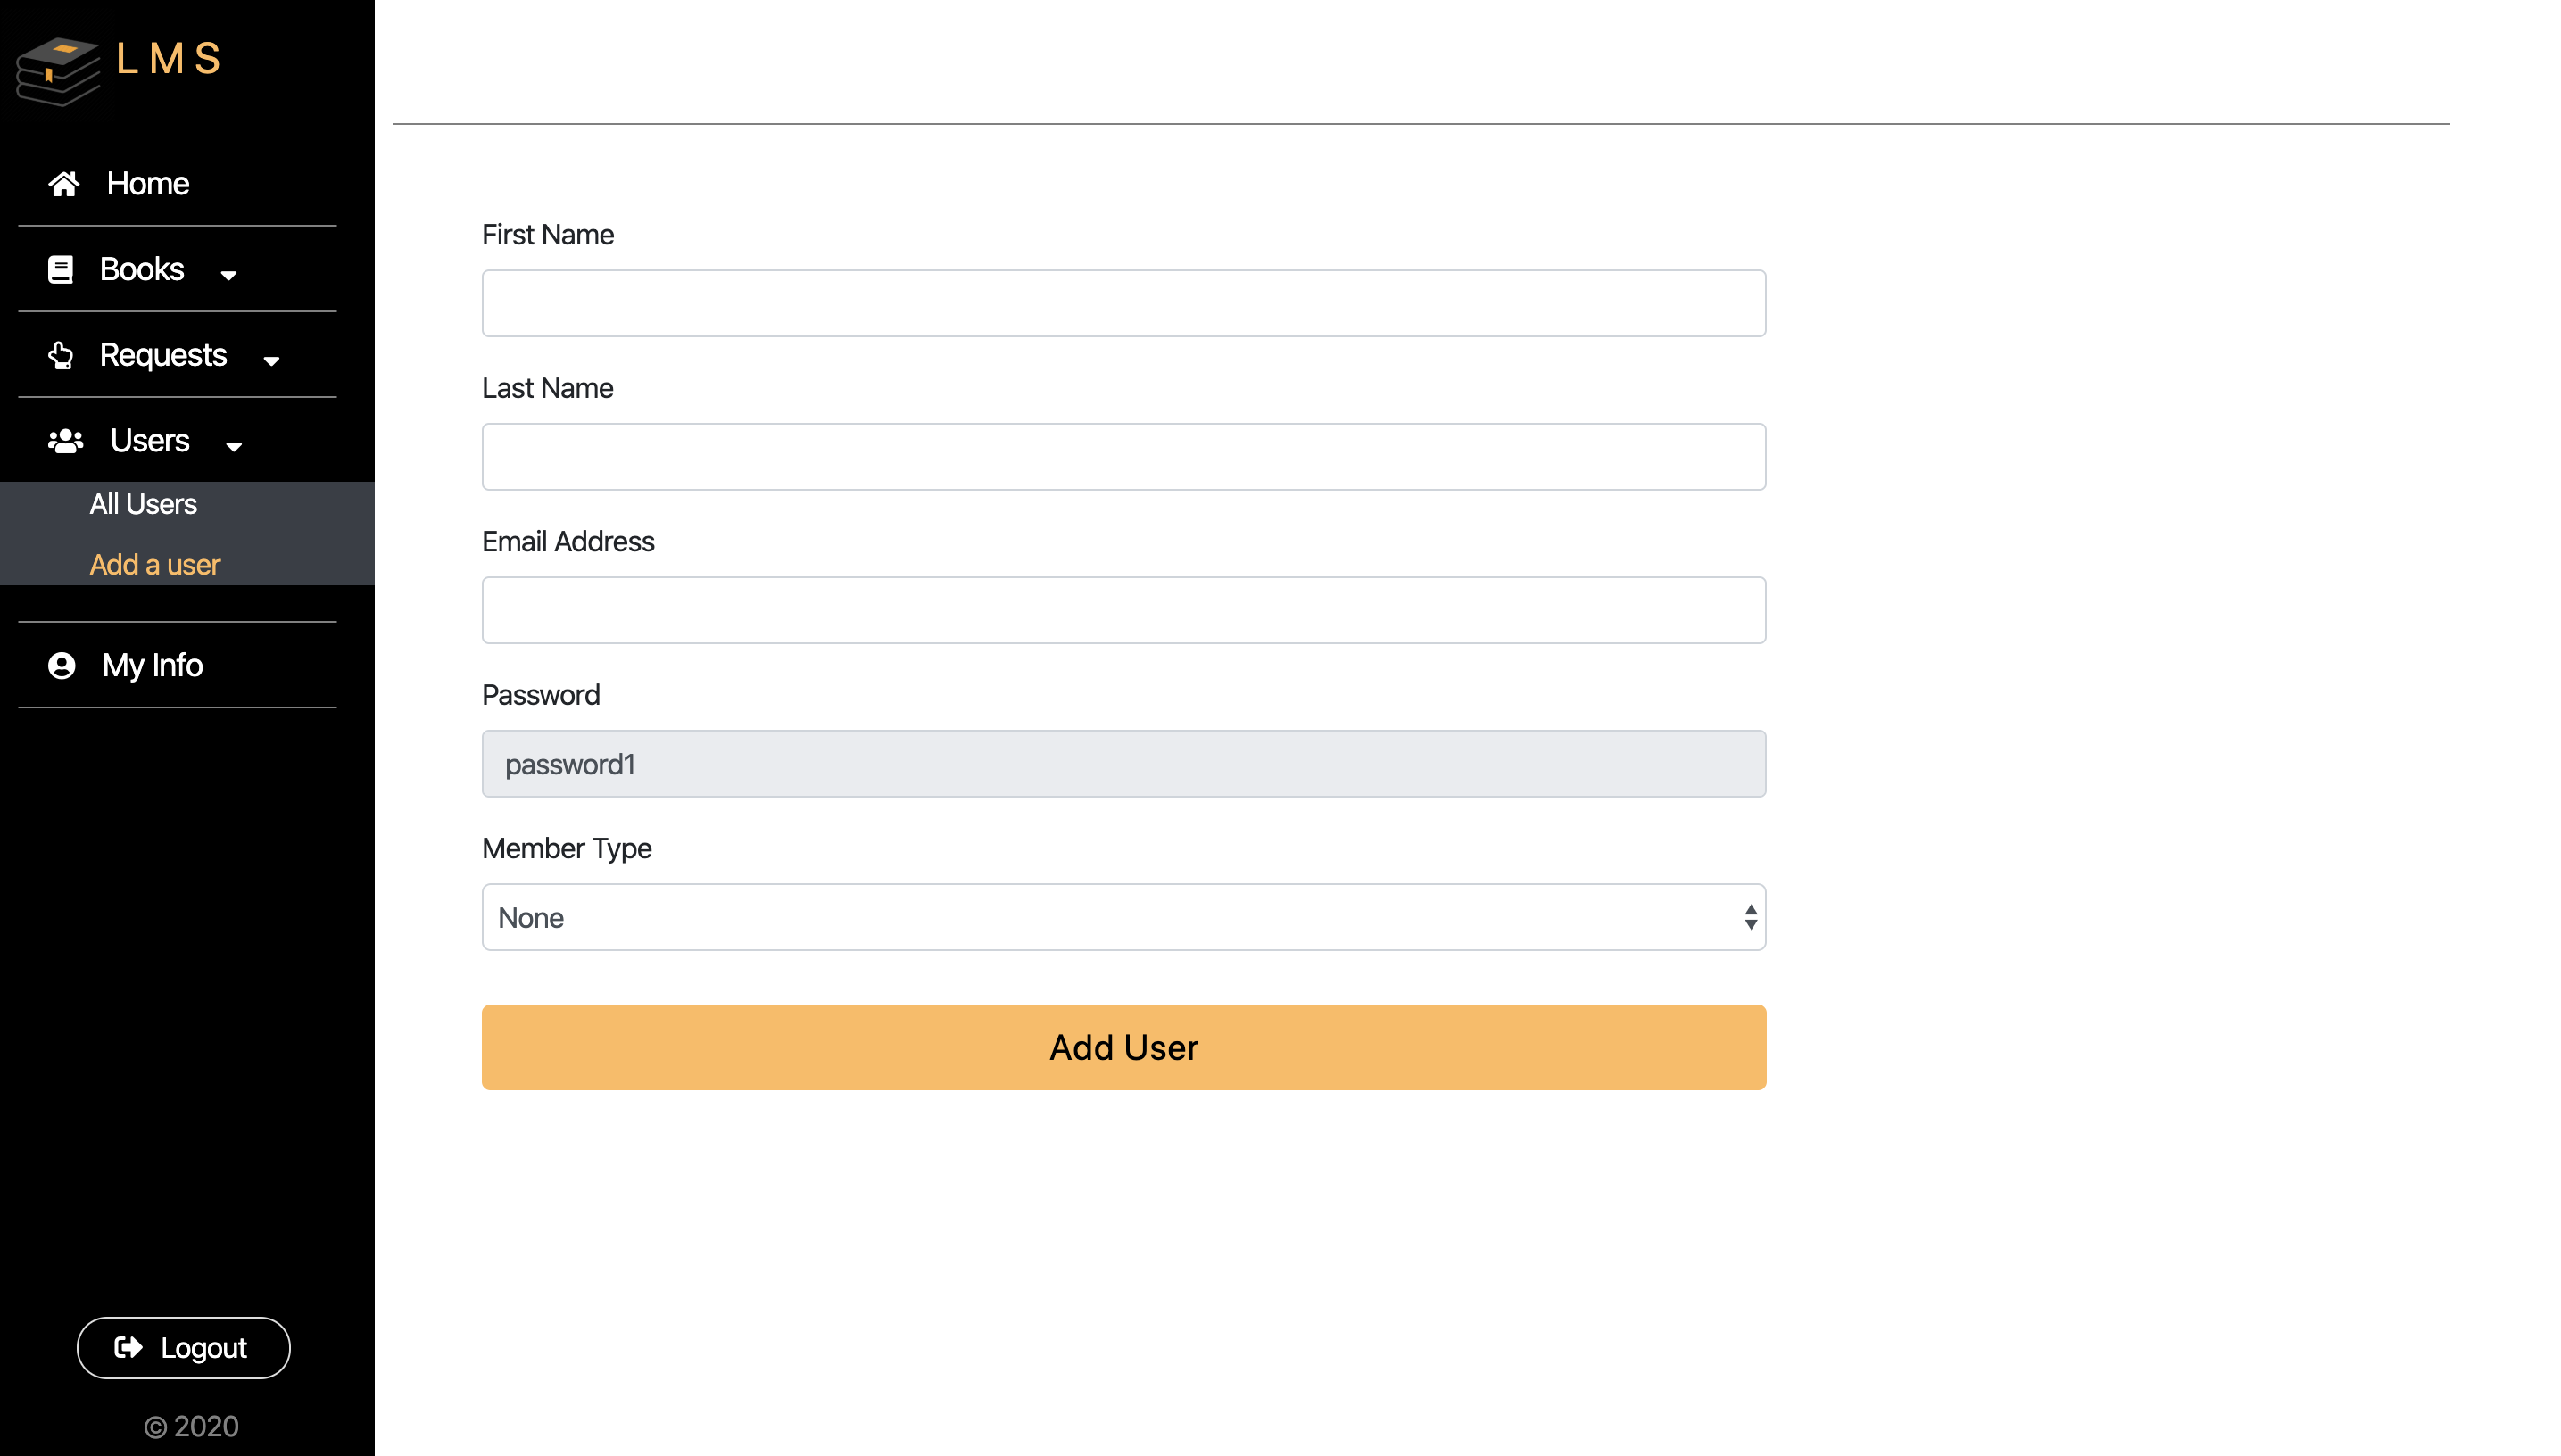 LMS
Home
Books
Requests
Users
All Users
Add a user
My Info
Logout
© 2020
First Name
Last Name
Email Address
Password
password1
Member Type
None
Add User